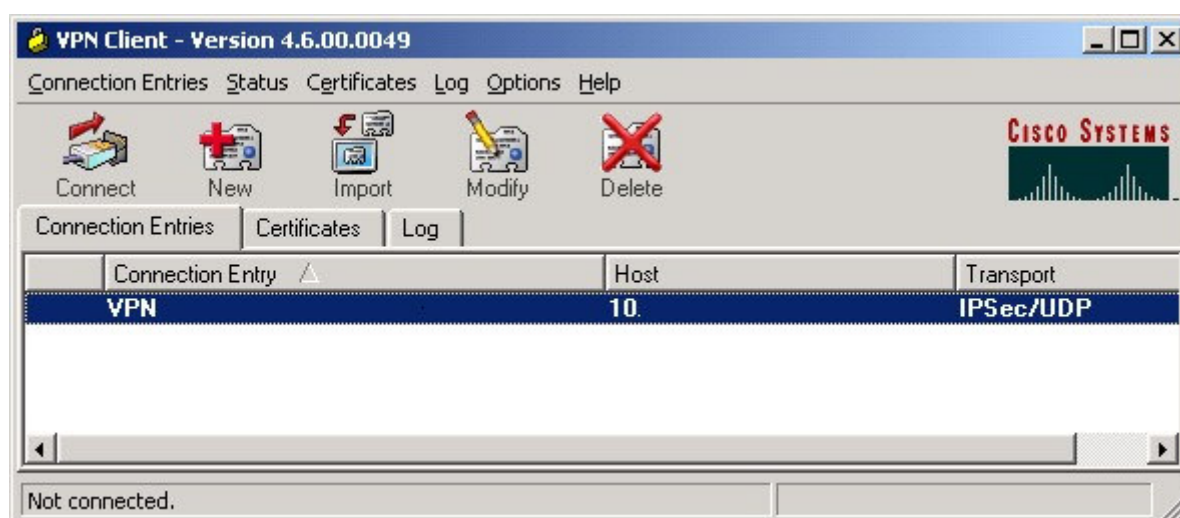 VPN Client - Version 4.6.00.0049
Connection Entries Status Certificates Log Options Help
Connect New Import Modify Delete
CISCO SYSTEMS
Connection Entries Certificates Log
Connection Entry Host Transport
VPN 10. IPSec/UDP
Not connected.